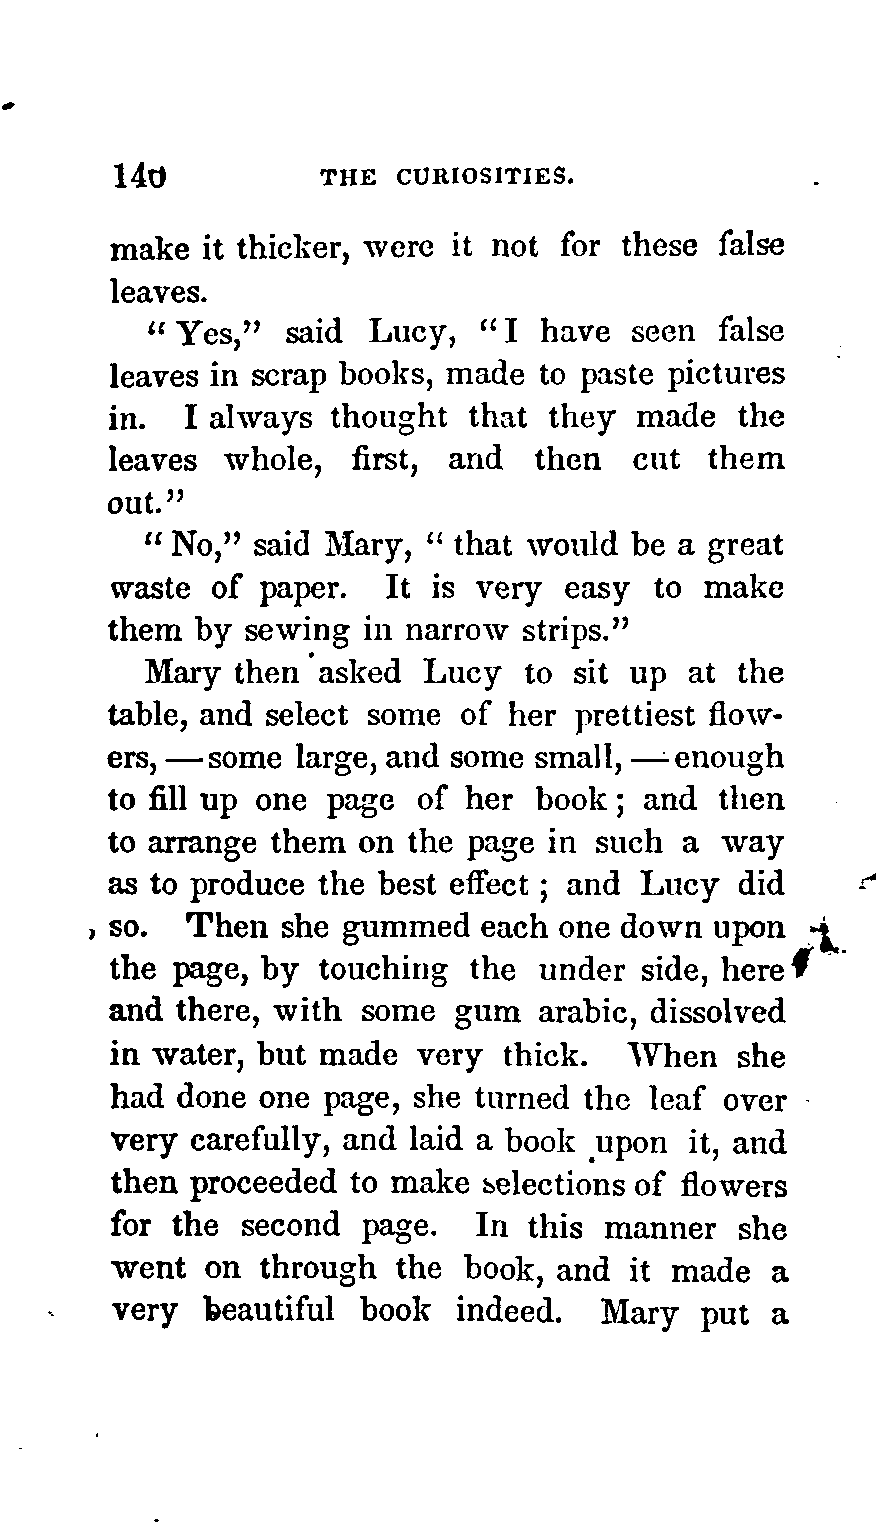 140 THE CURIOSITIES.
make it thicker, were it not for these false
leaves.
“Yes,” said Lucy, “I have seen false
leaves in scrap books, made to paste pictures
in. I always thought that they made the
leaves whole, first, and then cut them
out.”
“No,” said Mary, “that would be a great
waste of paper. It is very easy to make
them by sewing in narrow strips.”
Mary then asked Lucy to sit up at the
table, and select some of her prettiest flow-
ers, — some large, and some small, — enough
to fill up one page of her book; and then
to arrange them on the page in such a way
as to produce the best effect; and Lucy did
so. Then she gummed each one down upon
the page, by touching the under side, here
and there, with some gum arabic, dissolved
in water, but made very thick. When she
had done one page, she turned the leaf over
very carefully, and laid a book upon it, and
then proceeded to make selections of flowers
for the second page. In this manner she
went on through the book, and it made a
very beautiful book indeed. Mary put a